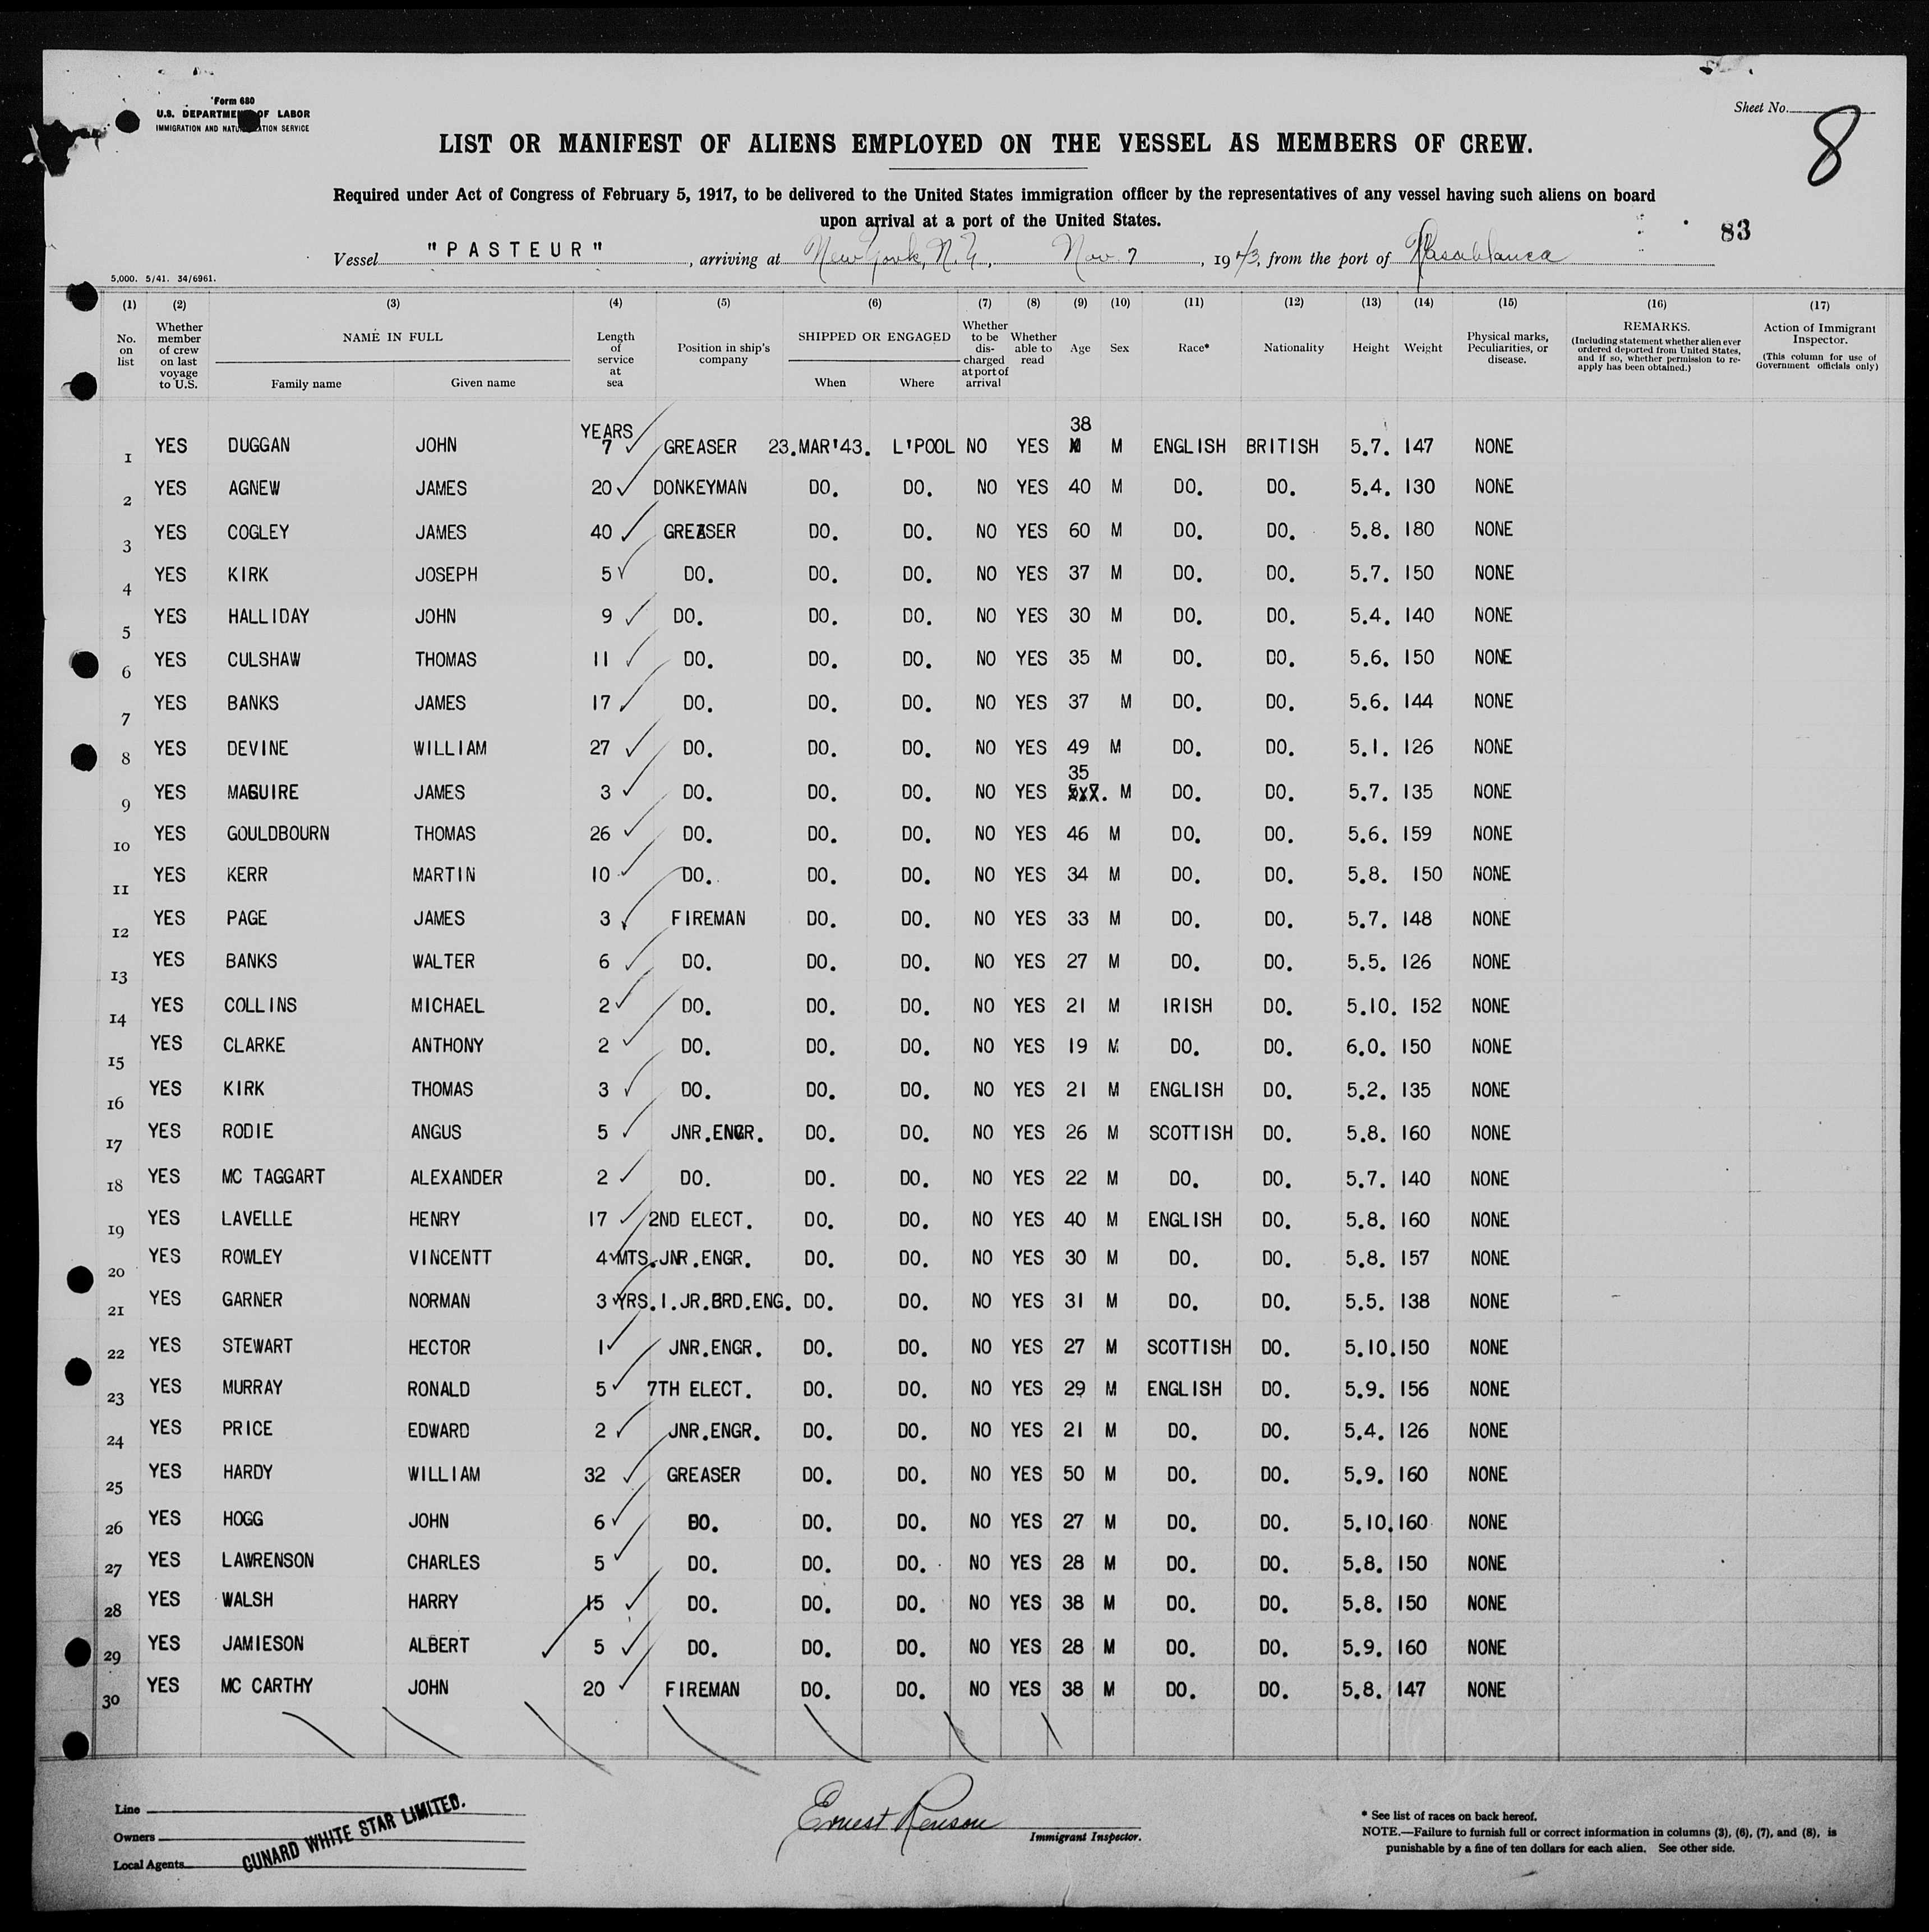 Form 680
U.S. DEPARTMENT OF LABOR
IMMIGRATION AND NATURALIZATION SERVICE
Sheet No. 8
LIST OR MANIFEST OF ALIENS EMPLOYED ON THE VESSEL AS MEMBERS OF CREW.
Required under Act of Congress of February 5, 1917, to be delivered to the United States immigration officer by the representatives of any vessel having such aliens on board
upon arrival at a port of the United States.
83
Vessel "PASTEUR", arriving at New York, N.Y., Nov. 7, 1943, from the port of Casablanca
5,000. 5/41. 34/6961.
(1) (2) (3) (4) (5) (6) (7) (8) (9) (10) (11) (12) (13) (14) (15) (16) (17)
No. on list
Whether member of crew on last voyage to U.S.
NAME IN FULL
Family name
Given name
Length of service at sea
Position in ship's company
SHIPPED OR ENGAGED
When
Where
Whether to be discharged at port of arrival
Whether able to read
Age
Sex
Race*
Nationality
Height
Weight
Physical marks, Peculiarities, or disease.
REMARKS.
(Including statement whether alien ever ordered deported from United States, and if so, whether permission to re-apply has been obtained.)
Action of Immigrant Inspector.
(This column for use of Government officials only)
YEARS 38
1 YES DUGGAN JOHN 7 GREASER 23.MAR'43. L'POOL NO YES M ENGLISH BRITISH 5.7. 147 NONE
2 YES AGNEW JAMES 20 DONKEYMAN DO. DO. NO YES 40 M DO. DO. 5.4. 130 NONE
3 YES COGLEY JAMES 40 GREASER DO. DO. NO YES 60 M DO. DO. 5.8. 180 NONE
4 YES KIRK JOSEPH 5 DO. DO. DO. NO YES 37 M DO. DO. 5.7. 150 NONE
5 YES HALLIDAY JOHN 9 DO. DO. DO. NO YES 30 M DO. DO. 5.4. 140 NONE
6 YES CULSHAW THOMAS 11 DO. DO. DO. NO YES 35 M DO. DO. 5.6. 150 NONE
7 YES BANKS JAMES 17 DO. DO. DO. NO YES 37 M DO. DO. 5.6. 144 NONE
8 YES DEVINE WILLIAM 27 DO. DO. DO. NO YES 49 M DO. DO. 5.1. 126 NONE
35
9 YES MAGUIRE JAMES 3 DO. DO. DO. NO YES M DO. DO. 5.7. 135 NONE
10 YES GOULDBOURN THOMAS 26 DO. DO. DO. NO YES 46 M DO. DO. 5.6. 159 NONE
11 YES KERR MARTIN 10 DO. DO. DO. NO YES 34 M DO. DO. 5.8. 150 NONE
12 YES PAGE JAMES 3 FIREMAN DO. DO. NO YES 33 M DO. DO. 5.7. 148 NONE
13 YES BANKS WALTER 6 DO. DO. DO. NO YES 27 M DO. DO. 5.5. 126 NONE
14 YES COLLINS MICHAEL 2 DO. DO. DO. NO YES 21 M IRISH DO. 5.10. 152 NONE
15 YES CLARKE ANTHONY 2 DO. DO. DO. NO YES 19 M DO. DO. 6.0. 150 NONE
16 YES KIRK THOMAS 3 DO. DO. DO. NO YES 21 M ENGLISH DO. 5.2. 135 NONE
17 YES RODIE ANGUS 5 JNR.ENGR. DO. DO. NO YES 26 M SCOTTISH DO. 5.8. 160 NONE
18 YES MC TAGGART ALEXANDER 2 DO. DO. DO. NO YES 22 M DO. DO. 5.7. 140 NONE
19 YES LAVELLE HENRY 17 2ND ELECT. DO. DO. NO YES 40 M ENGLISH DO. 5.8. 160 NONE
20 YES ROWLEY VINCENTT 4 MTS. JNR.ENGR. DO. DO. NO YES 30 M DO. DO. 5.8. 157 NONE
21 YES GARNER NORMAN 3 YRS. 1.JR.BRD.ENG. DO. DO. NO YES 31 M DO. DO. 5.5. 138 NONE
22 YES STEWART HECTOR 1 JNR.ENGR. DO. DO. NO YES 27 M SCOTTISH DO. 5.10. 150 NONE
23 YES MURRAY RONALD 5 7TH ELECT. DO. DO. NO YES 29 M ENGLISH DO. 5.9. 156 NONE
24 YES PRICE EDWARD 2 JNR.ENGR. DO. DO. NO YES 21 M DO. DO. 5.4. 126 NONE
25 YES HARDY WILLIAM 32 GREASER DO. DO. NO YES 50 M DO. DO. 5.9. 160 NONE
26 YES HOGG JOHN 6 DO. DO. DO. NO YES 27 M DO. DO. 5.10. 160 NONE
27 YES LAWRENSON CHARLES 5 DO. DO. DO. NO YES 28 M DO. DO. 5.8. 150 NONE
28 YES WALSH HARRY 15 DO. DO. DO. NO YES 38 M DO. DO. 5.8. 150 NONE
29 YES JAMIESON ALBERT 5 DO. DO. DO. NO YES 28 M DO. DO. 5.9. 160 NONE
30 YES MC CARTHY JOHN 20 FIREMAN DO. DO. NO YES 38 M DO. DO. 5.8. 147 NONE
Line
Owners
Local Agents
CUNARD WHITE STAR LIMITED.
Ernest Renson
Immigrant Inspector.
* See list of races on back hereof.
NOTE.—Failure to furnish full or correct information in columns (3), (6), (7), and (8), is
punishable by a fine of ten dollars for each alien. See other side.